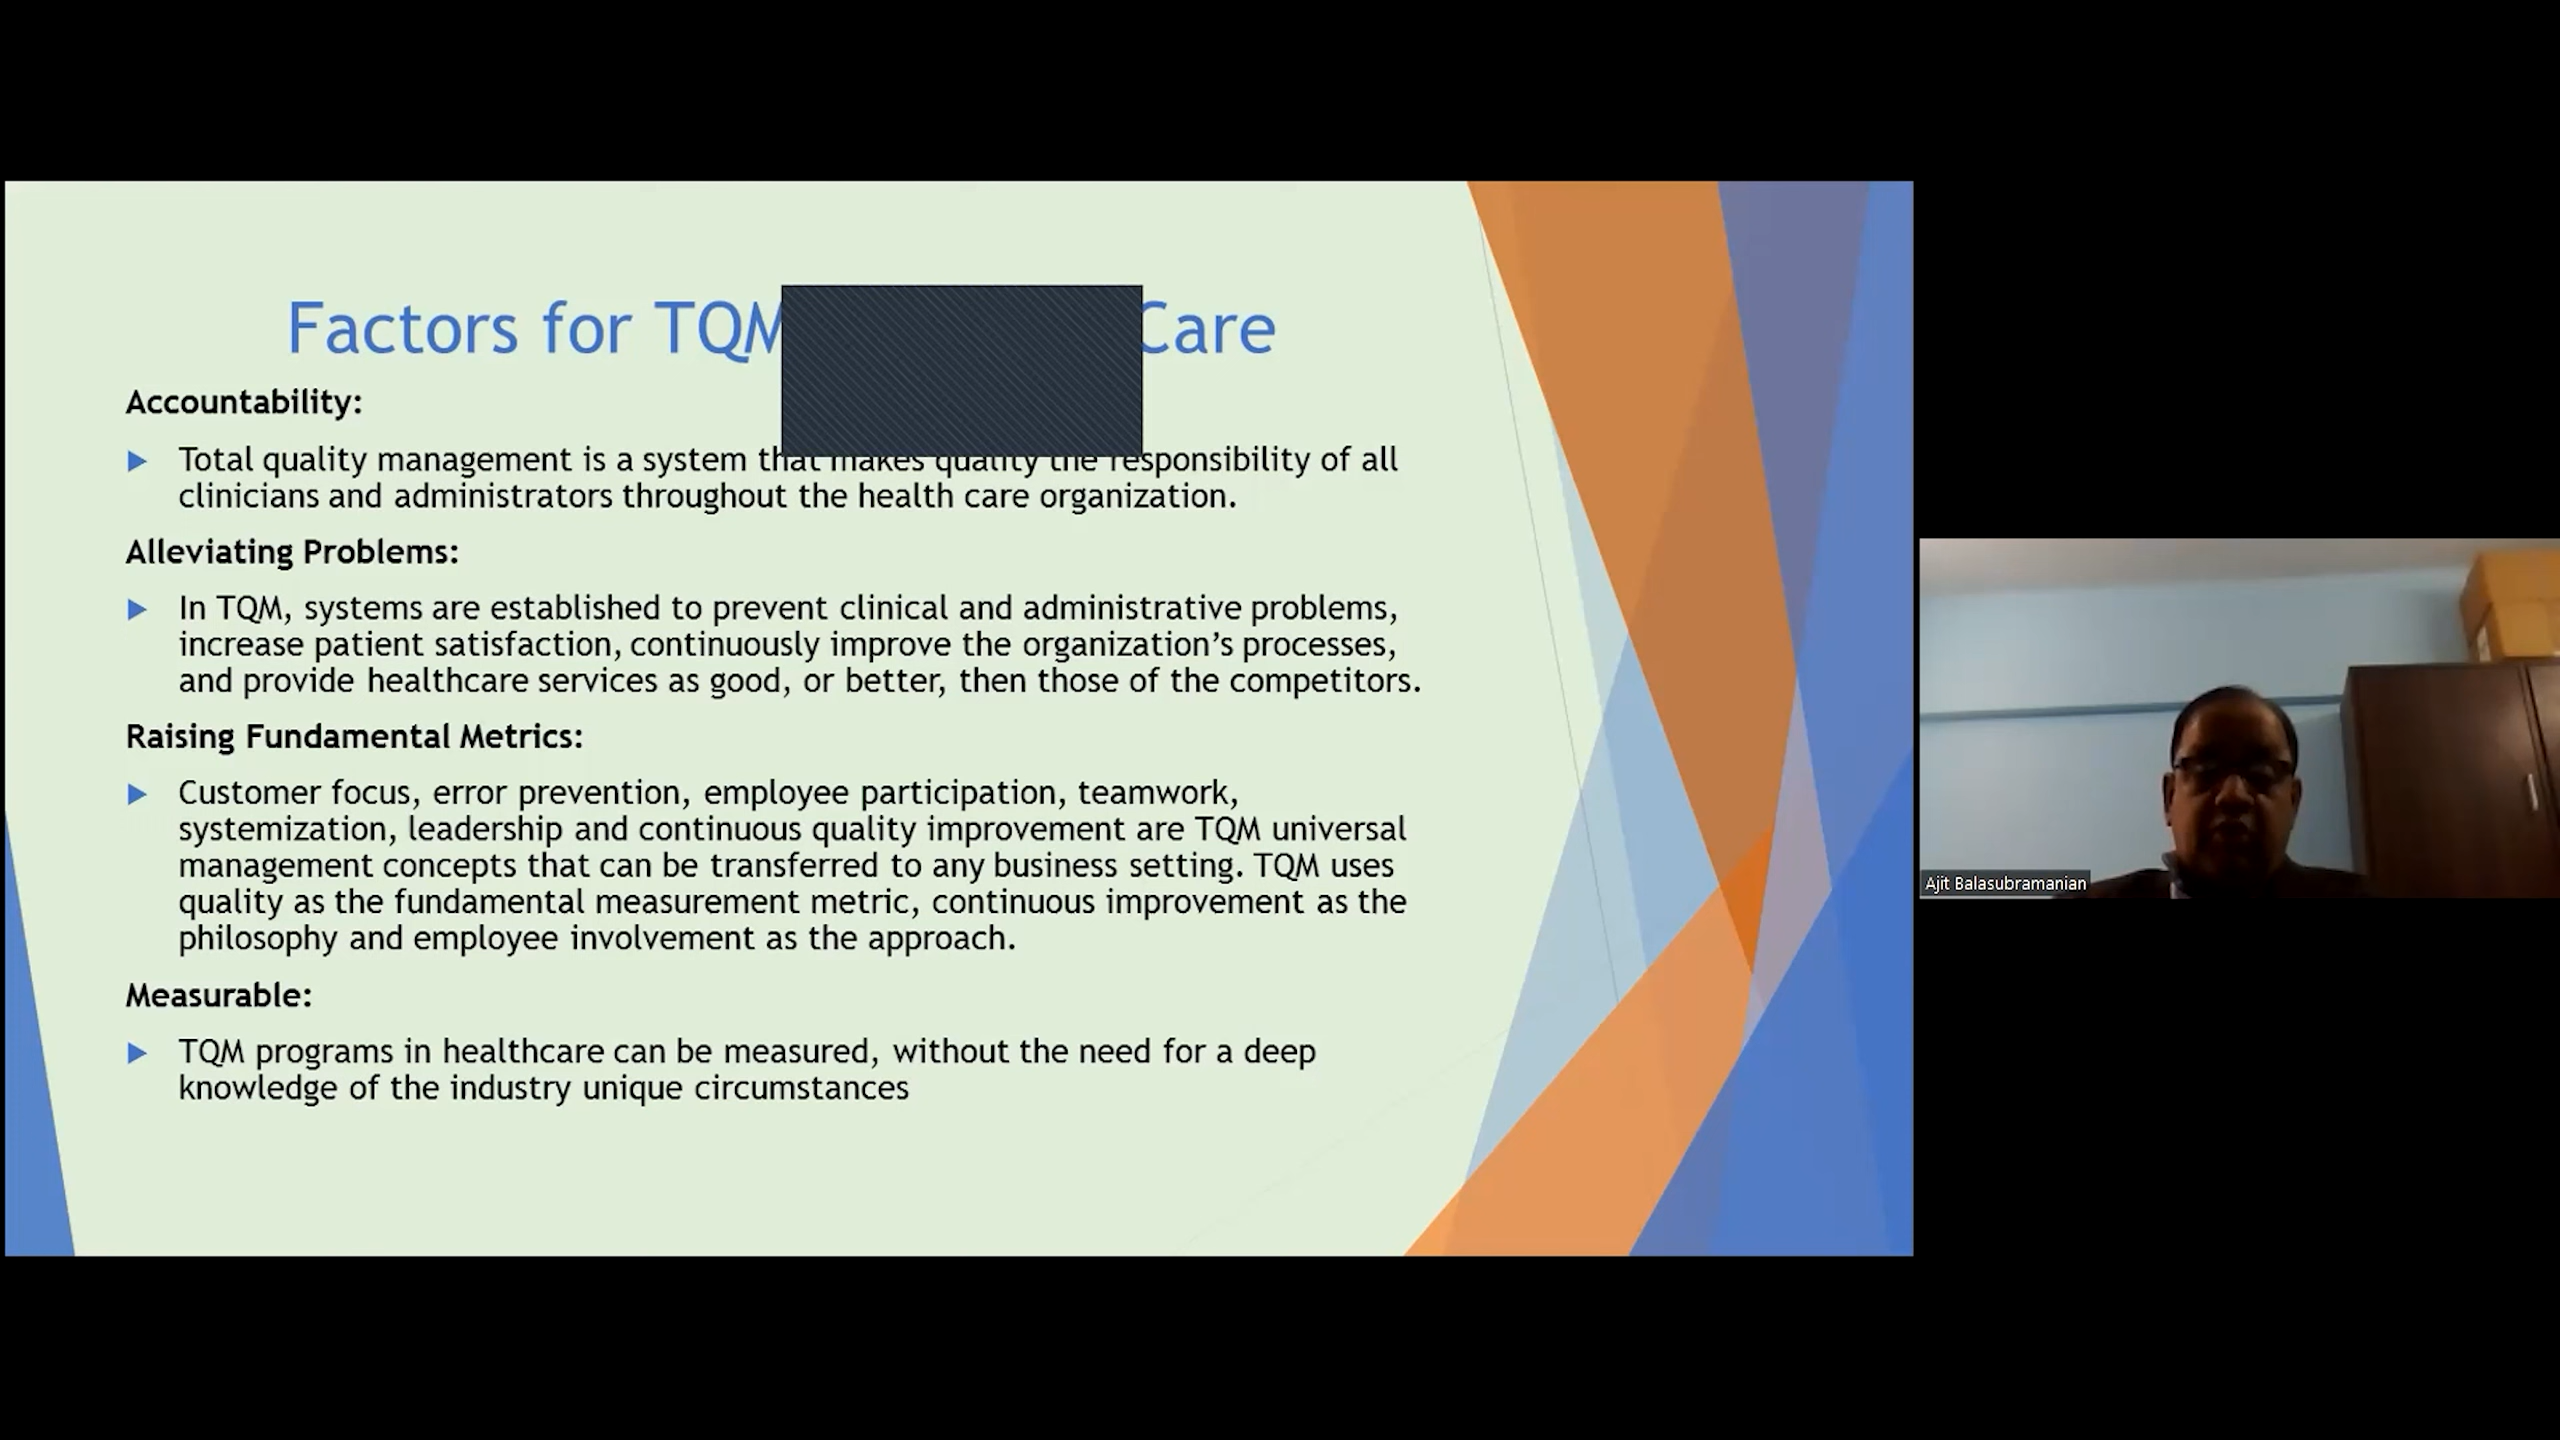 Factors for TQM Care
Accountability:
Total quality management is a system that makes quality the responsibility of all
clinicians and administrators throughout the health care organization.
Alleviating Problems:
In TQM, systems are established to prevent clinical and administrative problems,
increase patient satisfaction, continuously improve the organization’s processes,
and provide healthcare services as good, or better, then those of the competitors.
Raising Fundamental Metrics:
Customer focus, error prevention, employee participation, teamwork,
systemization, leadership and continuous quality improvement are TQM universal
management concepts that can be transferred to any business setting. TQM uses
quality as the fundamental measurement metric, continuous improvement as the
philosophy and employee involvement as the approach.
Measurable:
TQM programs in healthcare can be measured, without the need for a deep
knowledge of the industry unique circumstances
Ajit Balasubramanian